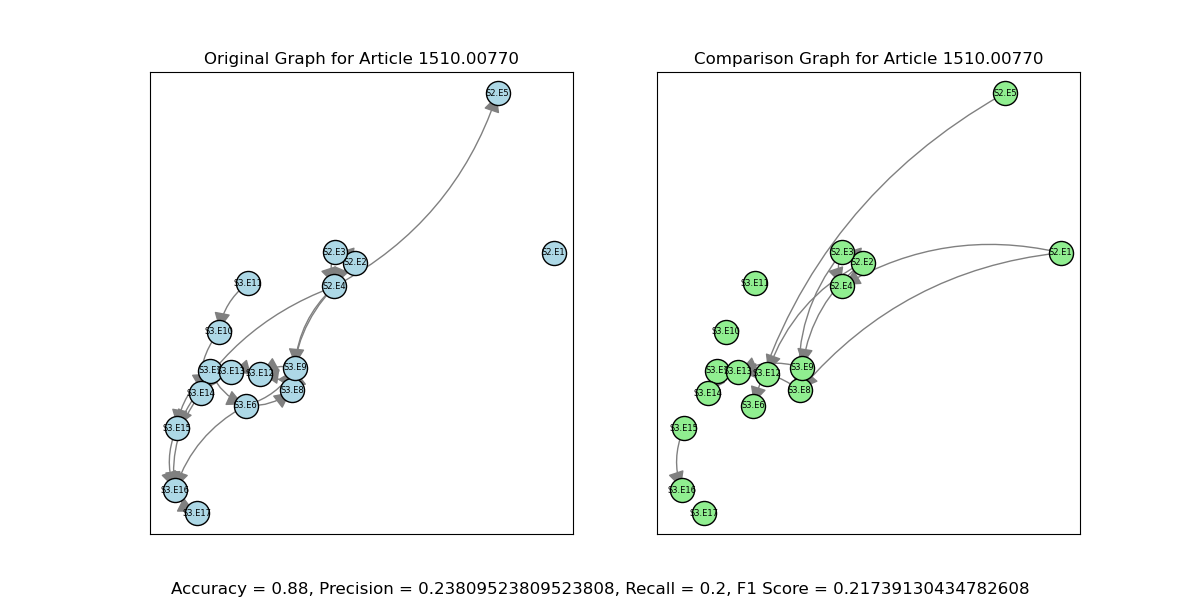 Original Graph for Article 1510.00770
S2.E5
S2.E3
S2.E2
S2.E1
S3.E11
S2.E4
S3.E10
S3.E13
S3.E12
S3.E9
S3.E14
S3.E8
S3.E6
S3.E15
S3.E16
S3.E17
Comparison Graph for Article 1510.00770
S2.E5
S2.E3
S2.E2
S2.E1
S3.E11
S2.E4
S3.E10
S3.E13
S3.E12
S3.E9
S3.E14
S3.E8
S3.E6
S3.E15
S3.E16
S3.E17
Accuracy = 0.88, Precision = 0.23809523809523808, Recall = 0.2, F1 Score = 0.21739130434782608